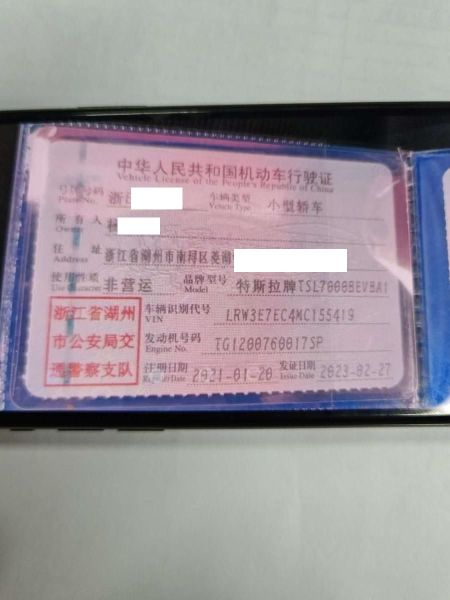 中华人民共和国机动车行驶证
Vehicle License of the People's Republic of China
号牌号码 浙 车辆类型 小型轿车
Plate No. Vehicle Type
所有人
Owner
住 址 浙江省湖州市南浔区菱湖
Address
使用性质 非营运 品牌型号 特斯拉牌TSL7000BEVBA1
Use Character Model
浙江省湖州
市公安局交
通警察支队
车辆识别代号 LRW3E7EC4MC155419
VIN
发动机号码 TG1200760017SP
Engine No.
注册日期 2021-01-20 发证日期 2023-02-27
Register Date Issue Date